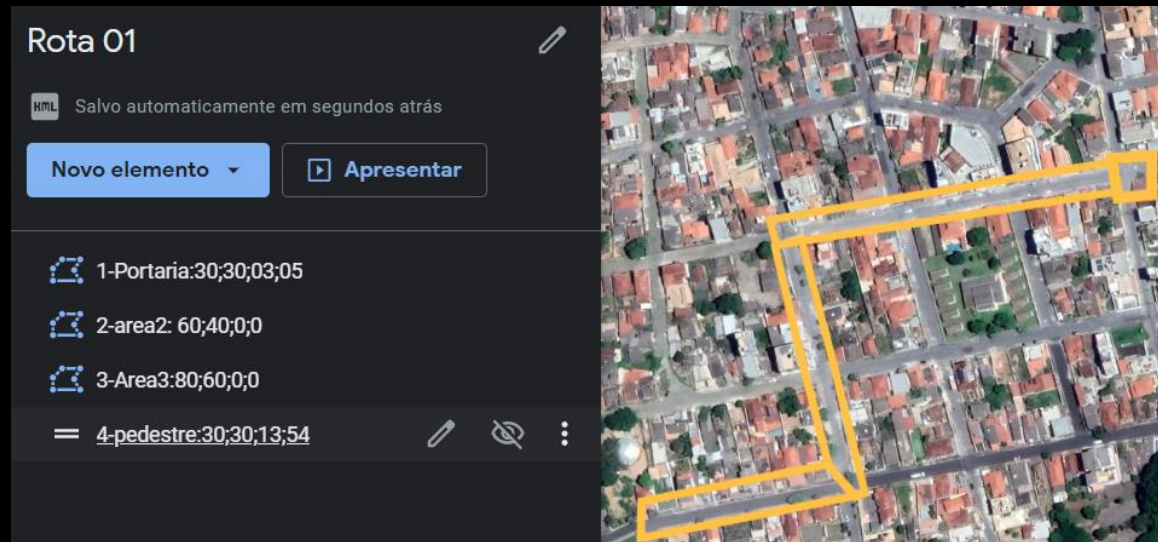 Rota 01
KML Salvo automaticamente em segundos atrás
Novo elemento Apresentar
1-Portaria:30;30;03;05
2-area2: 60;40;0;0
3-Area3:80;60;0;0
4-pedestre:30;30;13;54